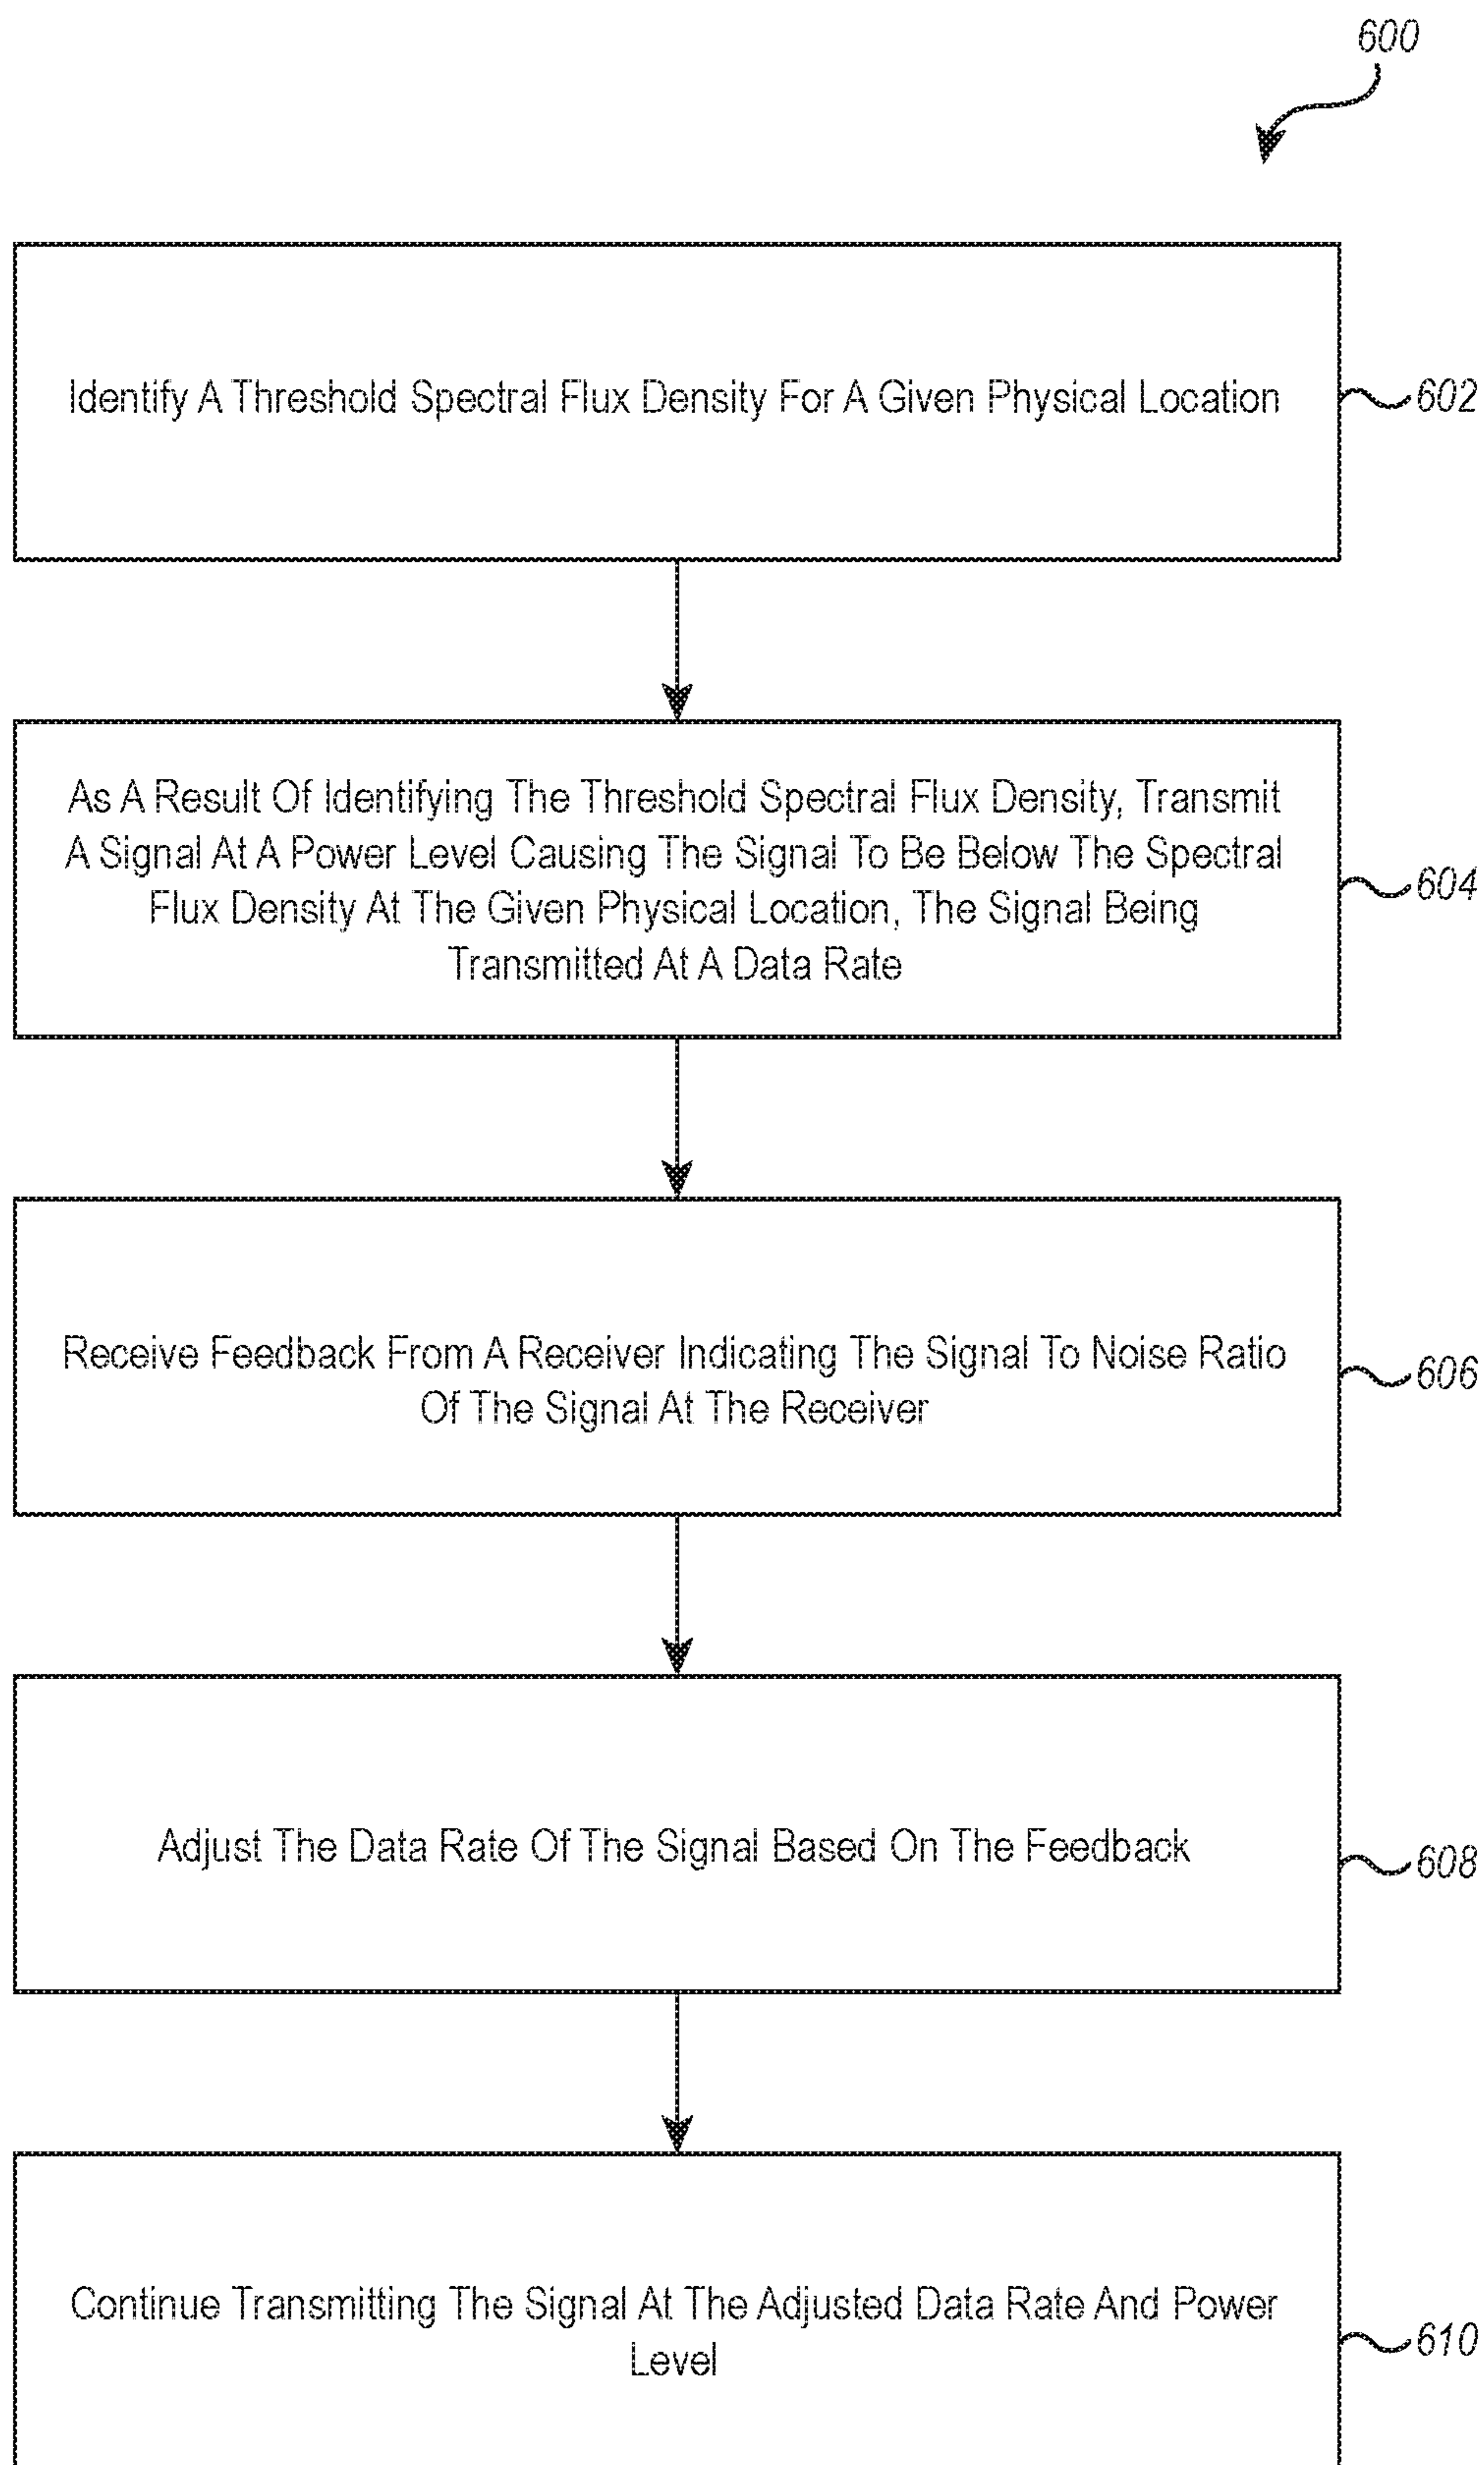 600
Identify A Threshold Spectral Flux Density For A Given Physical Location
602
As A Result Of Identifying The Threshold Spectral Flux Density, Transmit
A Signal At A Power Level Causing The Signal To Be Below The Spectral
Flux Density At The Given Physical Location, The Signal Being
Transmitted At A Data Rate
604
Receive Feedback From A Receiver Indicating The Signal To Noise Ratio
Of The Signal At The Receiver
606
Adjust The Data Rate Of The Signal Based On The Feedback
608
Continue Transmitting The Signal At The Adjusted Data Rate And Power
Level
610